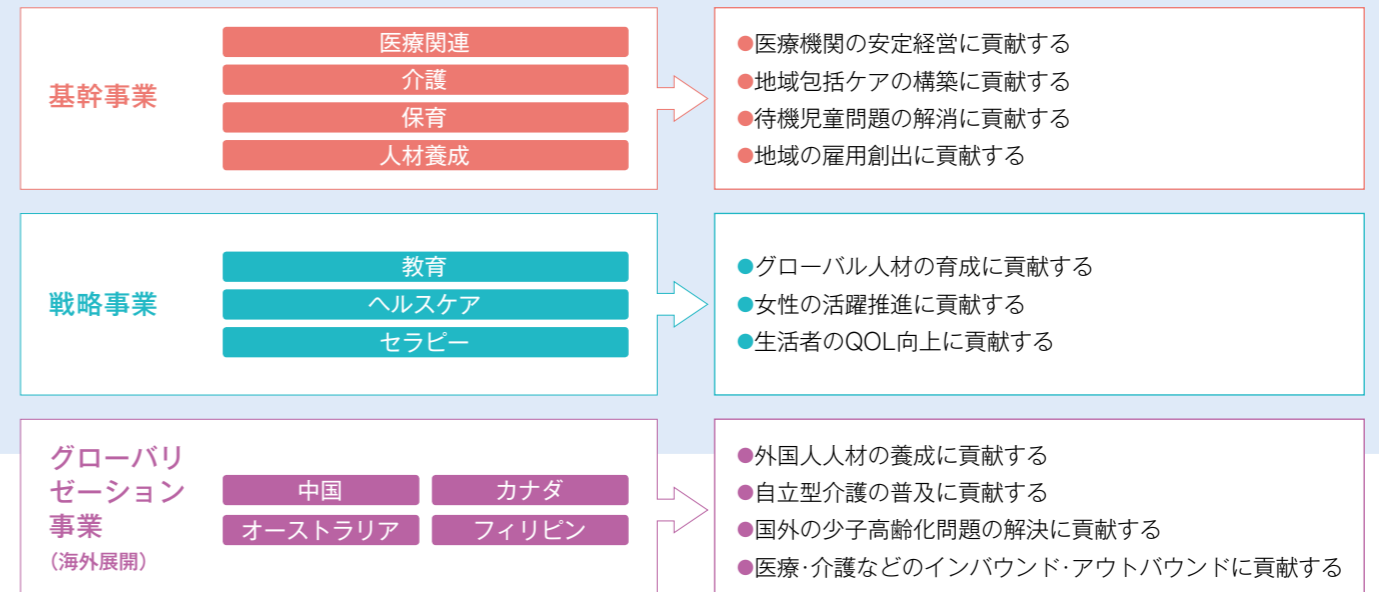 基幹事業
医療関連
介護
保育
人材養成
●医療機関の安定経営に貢献する
●地域包括ケアの構築に貢献する
●待機児童問題の解消に貢献する
●地域の雇用創出に貢献する
戦略事業
教育
ヘルスケア
セラピー
●グローバル人材の育成に貢献する
●女性の活躍推進に貢献する
●生活者のQOL向上に貢献する
グローバリ
ゼーション
事業
（海外展開）
中国
カナダ
オーストラリア
フィリピン
●外国人人材の養成に貢献する
●自立型介護の普及に貢献する
●国外の少子高齢化問題の解決に貢献する
●医療･介護などのインバウンド･アウトバウンドに貢献する